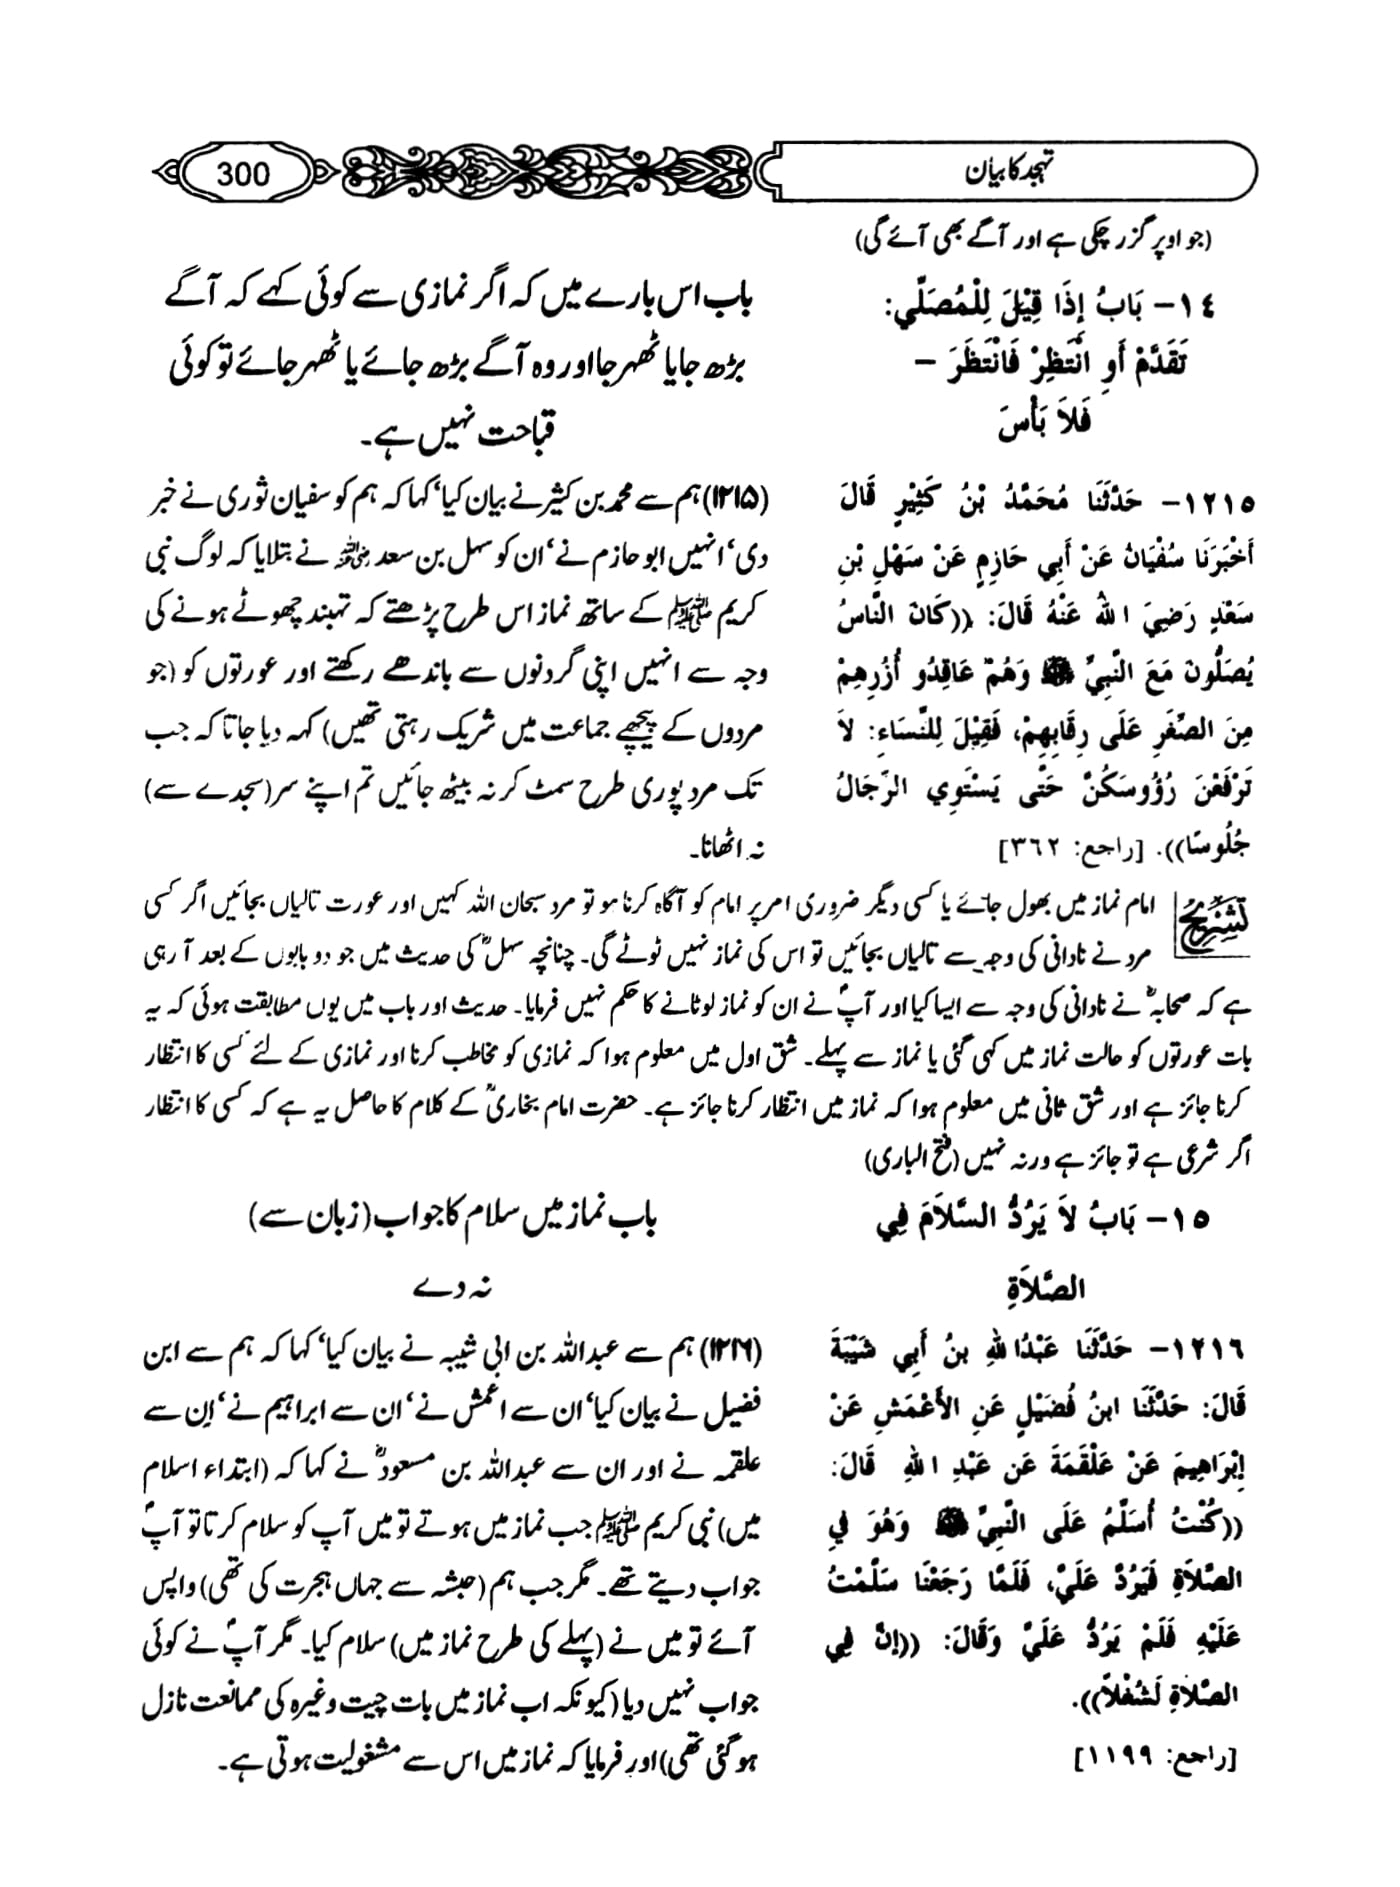 تہجد کا بیان
300
(جو اوپر گزر چکی ہے اور آگے بھی آئے گی)
١٤- بَابُ إِذَا قِيْلَ لِلْمُصَلِّي:
تَقَدَّمْ أَوِ انْتَظِرْ فَانْتَظَرَ –
فَلاَ بَأْسَ
باب اس بارے میں کہ اگر نمازی سے کوئی کہے کہ آگے
بڑھ جایا ٹھہر جا اور وہ آگے بڑھ جائے یا ٹھہر جائے تو کوئی
قباحت نہیں ہے۔
١٢١٥- حَدَّثَنَا مُحَمَّدُ بْنُ كَثِيْرٍ قَالَ
أَخْبَرَنَا سُفْيَانُ عَنْ أَبِي حَازِمٍ عَنْ سَهْلِ بْنِ
سَعْدٍ رَضِيَ اللهُ عَنْهُ قَالَ: ((كَانَ النَّاسُ
يُصَلُّونَ مَعَ النَّبِيِّ ﷺ وَهُمْ عَاقِدُو أُزُرِهِمْ
مِنَ الصِّغَرِ عَلَى رِقَابِهِمْ، فَقِيْلَ لِلنِّسَاءِ: لاَ
تَرْفَعْنَ رُؤُوسَكُنَّ حَتَّى يَسْتَوِي الرِّجَالُ
جُلُوسًا)). [راجع: ٣٦٢]
(۱۲۱۵) ہم سے محمد بن کثیر نے بیان کیا‘ کہا کہ ہم کو سفیان ثوری نے خبر
دی‘ انہیں ابوحازم نے‘ ان کو سہل بن سعد رضی اللہ عنہ نے بتلایا کہ لوگ نبی
کریم ﷺ کے ساتھ نماز اس طرح پڑھتے کہ تہبند چھوٹے ہونے کی
وجہ سے انہیں اپنی گردنوں سے باندھے رکھتے اور عورتوں کو (جو
مردوں کے پیچھے جماعت میں شریک رہتی تھیں) کہہ دیا جاتا کہ جب
تک مرد پوری طرح سمٹ کر نہ بیٹھ جائیں تم اپنے سر (سجدے سے)
نہ اٹھانا۔
تشریح
امام نماز میں بھول جائے یا کسی دیگر ضروری امر پر امام کو آگاہ کرنا ہو تو مرد سبحان اللہ کہیں اور عورت تالیاں بجائیں اگر کسی
مرد نے نادانی کی وجہ سے تالیاں بجائیں تو اس کی نماز نہیں ٹوٹے گی۔ چنانچہ سہلؓ کی حدیث میں جو دو بابوں کے بعد آ رہی
ہے کہ صحابہؓ نے نادانی کی وجہ سے ایسا کیا اور آپؐ نے ان کو نماز لوٹانے کا حکم نہیں فرمایا۔ حدیث اور باب میں یوں مطابقت ہوئی کہ یہ
بات عورتوں کو حالت نماز میں کہی گئی یا نماز سے پہلے۔ شق اول میں معلوم ہوا کہ نمازی کو مخاطب کرنا اور نمازی کے لئے کسی کا انتظار
کرنا جائز ہے اور شق ثانی میں معلوم ہوا کہ نماز میں انتظار کرنا جائز ہے۔ حضرت امام بخاریؒ کے کلام کا حاصل یہ ہے کہ کسی کا انتظار
اگر شرعی ہے تو جائز ہے ورنہ نہیں (فتح الباری)
١٥- بَابُ لاَ يَرُدُّ السَّلاَمَ فِي
الصَّلاَةِ
باب نماز میں سلام کا جواب (زبان سے)
نہ دے
١٢١٦- حَدَّثَنَا عَبْدُاللهِ بنُ أَبِي شَيْبَةَ
قَالَ: حَدَّثَنَا ابنُ فُضَيْلٍ عَنِ الأَعْمَشِ عَنْ
إِبْرَاهِيمَ عَنْ عَلْقَمَةَ عَن عَبْدِ اللهِ قَالَ:
((كُنْتُ أُسَلِّمُ عَلَى النَّبِيِّ ﷺ وَهُوَ فِي
الصَّلاَةِ فَيَرُدُّ عَلَيَّ، فَلَمَّا رَجَعْنَا سَلَّمْتُ
عَلَيْهِ فَلَمْ يَرُدَّ عَلَيَّ وَقَالَ: ((إنَّ فِي
الصَّلاَةِ لَشُغْلاً)).
[راجع: ١١٩٩]
(۱۲۱۶) ہم سے عبداللہ بن ابی شیبہ نے بیان کیا‘ کہا کہ ہم سے ابن
فضیل نے بیان کیا‘ ان سے اعمش نے‘ ان سے ابراہیم نے‘ ان سے
علقمہ نے اور ان سے عبداللہ بن مسعودؓ نے کہا کہ (ابتداء اسلام
میں) نبی کریم ﷺ جب نماز میں ہوتے تو میں آپ کو سلام کرتا تو آپؐ
جواب دیتے تھے۔ مگر جب ہم (حبشہ سے جہاں ہجرت کی تھی) واپس
آئے تو میں نے (پہلے کی طرح نماز میں) سلام کیا۔ مگر آپؐ نے کوئی
جواب نہیں دیا (کیونکہ اب نماز میں بات چیت وغیرہ کی ممانعت نازل
ہو گئی تھی) اور فرمایا کہ نماز میں اس سے مشغولیت ہوتی ہے۔